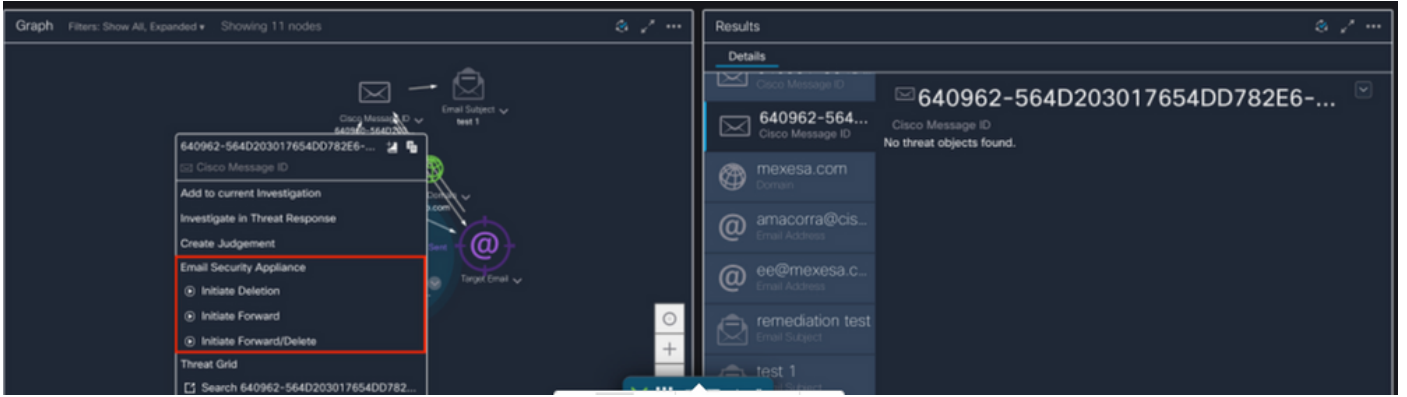 Graph Filters: Show All, Expanded ▾ Showing 11 nodes
Cisco Message ID
Email Subject
test 1
640962-564D203017654DD782E6-...
Cisco Message ID
Add to current Investigation
Investigate in Threat Response
Create Judgement
Email Security Appliance
Initiate Deletion
Initiate Forward
Initiate Forward/Delete
Threat Grid
Search 640962-564D203017654DD782...
Target Email
Results
Details
Cisco Message ID
640962-564...
Cisco Message ID
mexesa.com
Domain
amacorra@cis...
Email Address
ee@mexesa.c...
Email Address
remediation test
Email Subject
test 1
640962-564D203017654DD782E6-...
Cisco Message ID
No threat objects found.